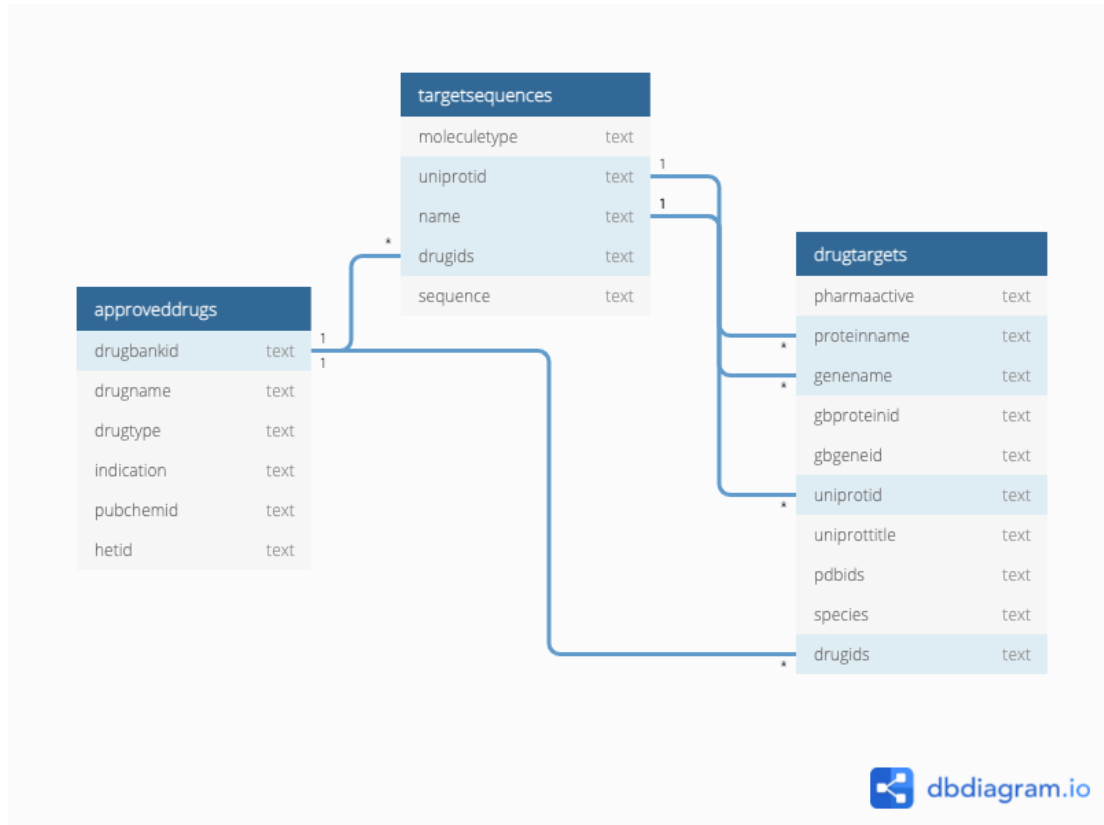 targetsequences
moleculetype text
uniprotid text
name text
drugids text
sequence text
1
1
*
approveddrugs
drugbankid text
drugname text
drugtype text
indication text
pubchemid text
hetid text
1
1
drugtargets
pharmaactive text
proteinname text
genename text
gbproteinid text
gbgeneid text
uniprotid text
uniprottitle text
pdbids text
species text
drugids text
*
*
*
*
dbdiagram.io